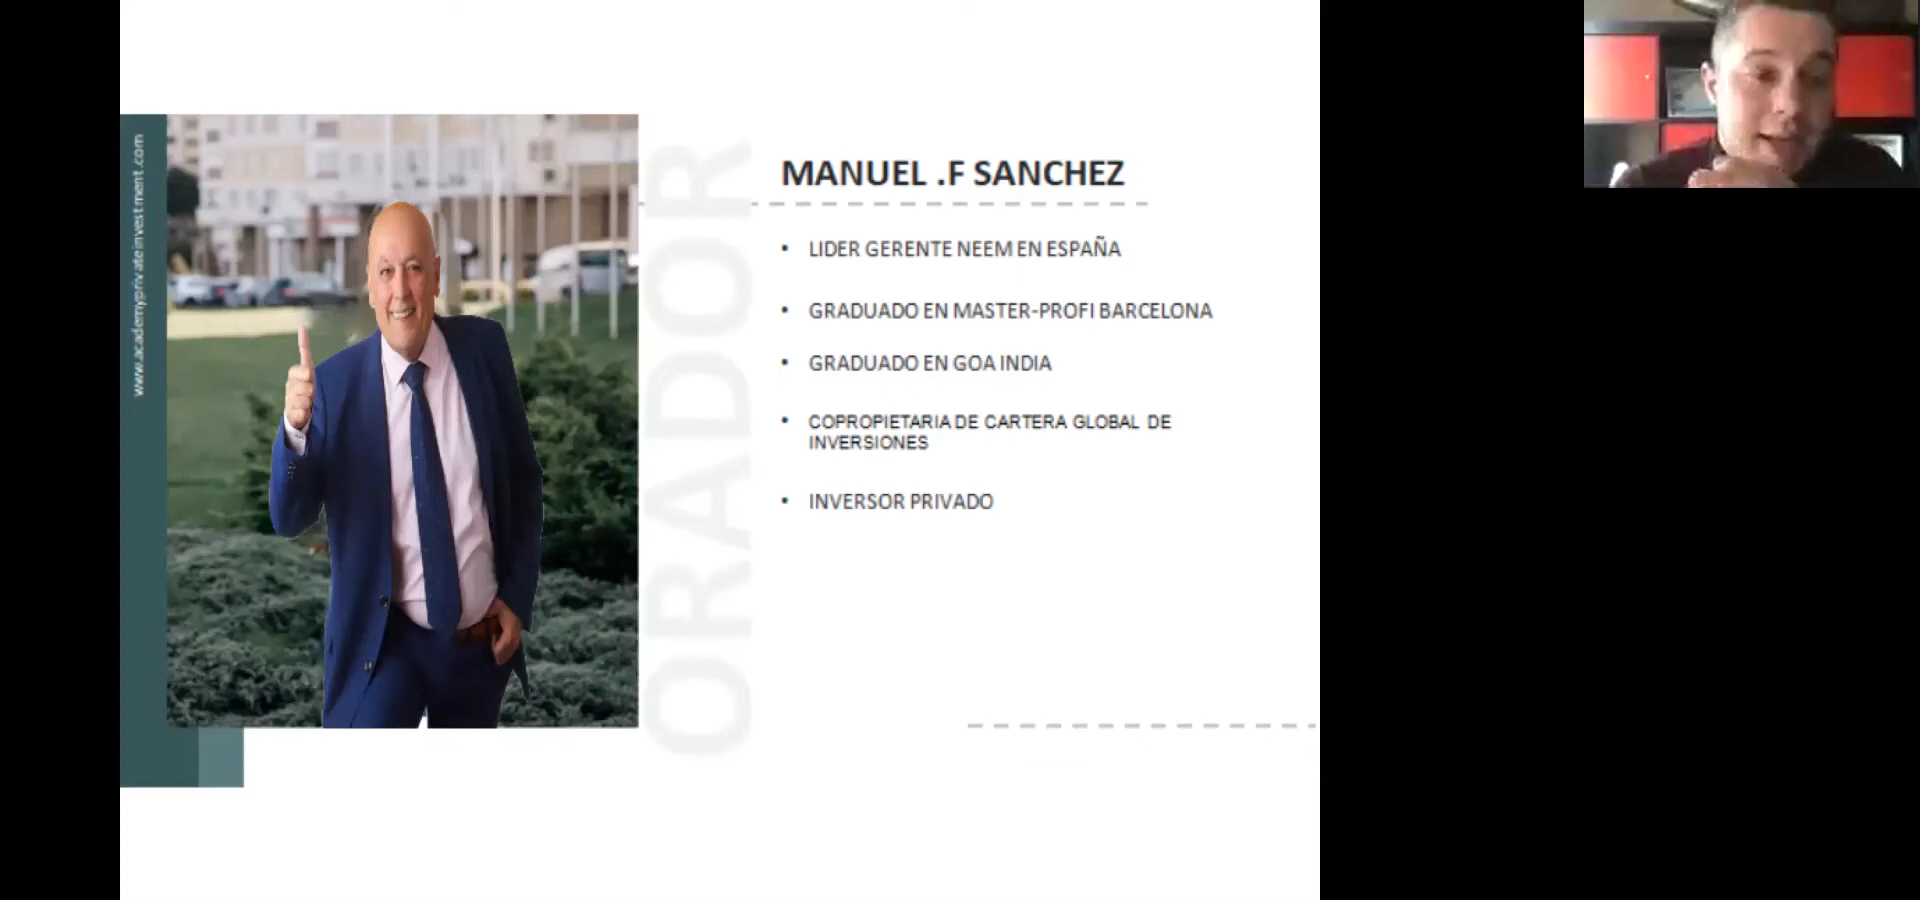 www.academyprivateinvestment.com
ORADOR
MANUEL .F SANCHEZ
• LIDER GERENTE NEEM EN ESPAÑA
• GRADUADO EN MASTER-PROFI BARCELONA
• GRADUADO EN GOA INDIA
• COPROPIETARIA DE CARTERA GLOBAL DE
INVERSIONES
• INVERSOR PRIVADO